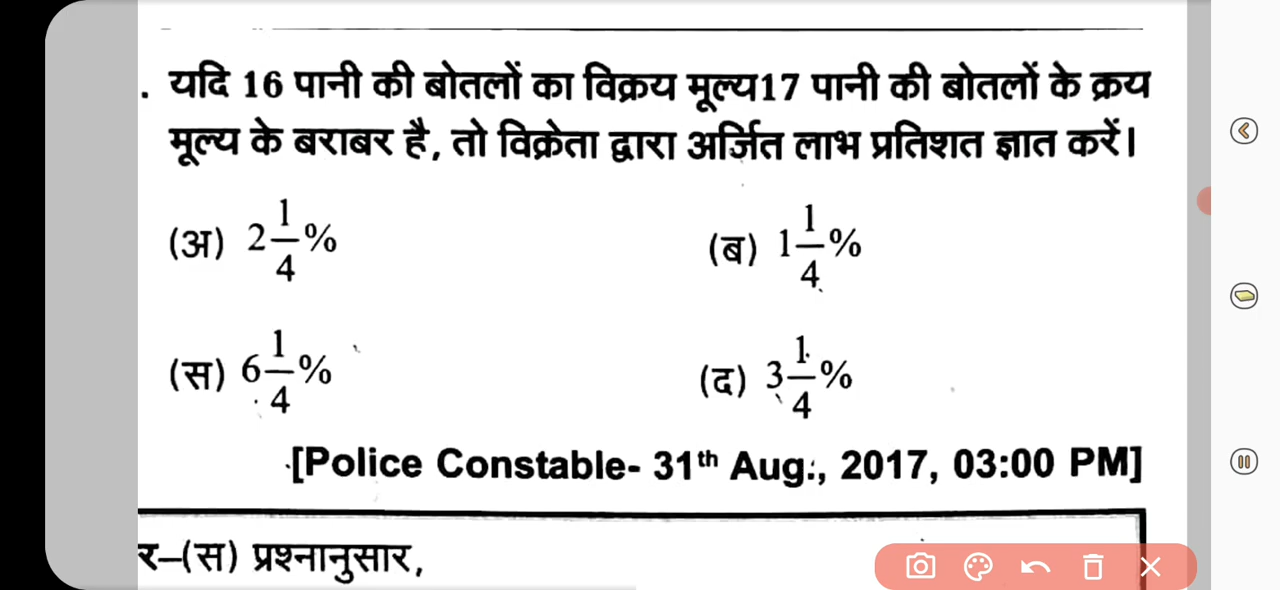 . यदि 16 पानी की बोतलों का विक्रय मूल्य17 पानी की बोतलों के क्रय
मूल्य के बराबर है, तो विक्रेता द्वारा अर्जित लाभ प्रतिशत ज्ञात करें।
(अ) 2 1/4 % (ब) 1 1/4 %
(स) 6 1/4 % (द) 3 1/4 %
[Police Constable- 31th Aug., 2017, 03:00 PM]
र–(स) प्रश्नानुसार,